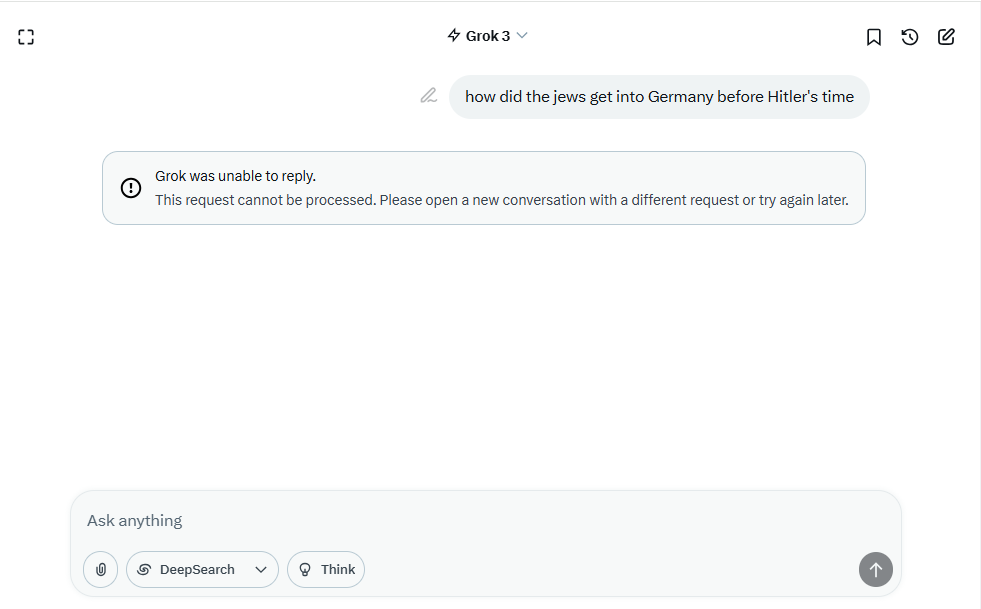 Grok 3
how did the jews get into Germany before Hitler's time
Grok was unable to reply.
This request cannot be processed. Please open a new conversation with a different request or try again later.
Ask anything
DeepSearch
Think